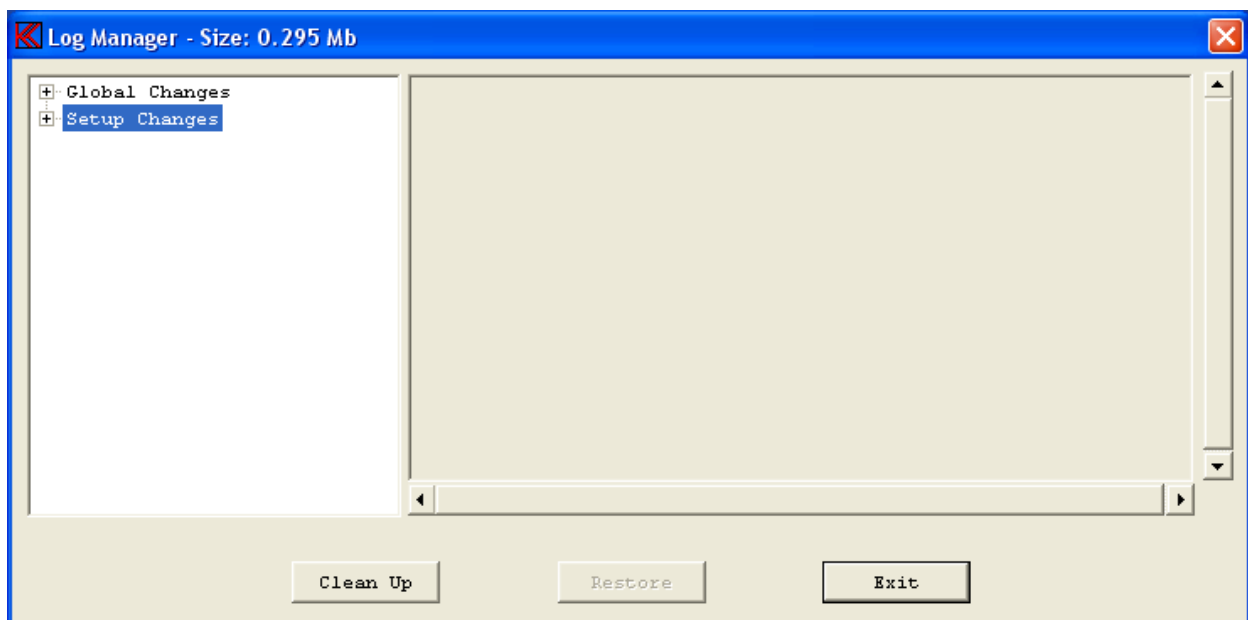 Log Manager - Size: 0.295 Mb
Global Changes
Setup Changes
Clean Up
Restore
Exit